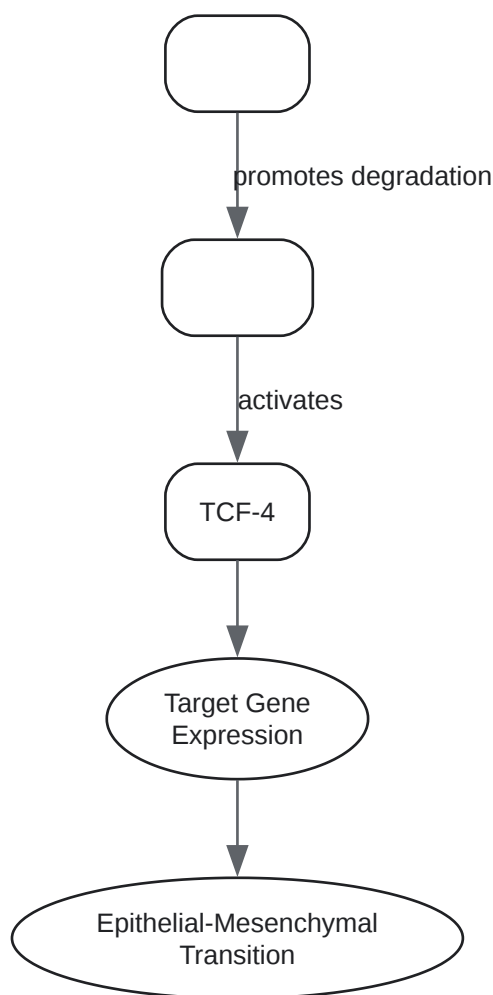 promotes degradation
activates
TCF-4
Target Gene
Expression
Epithelial-Mesenchymal
Transition